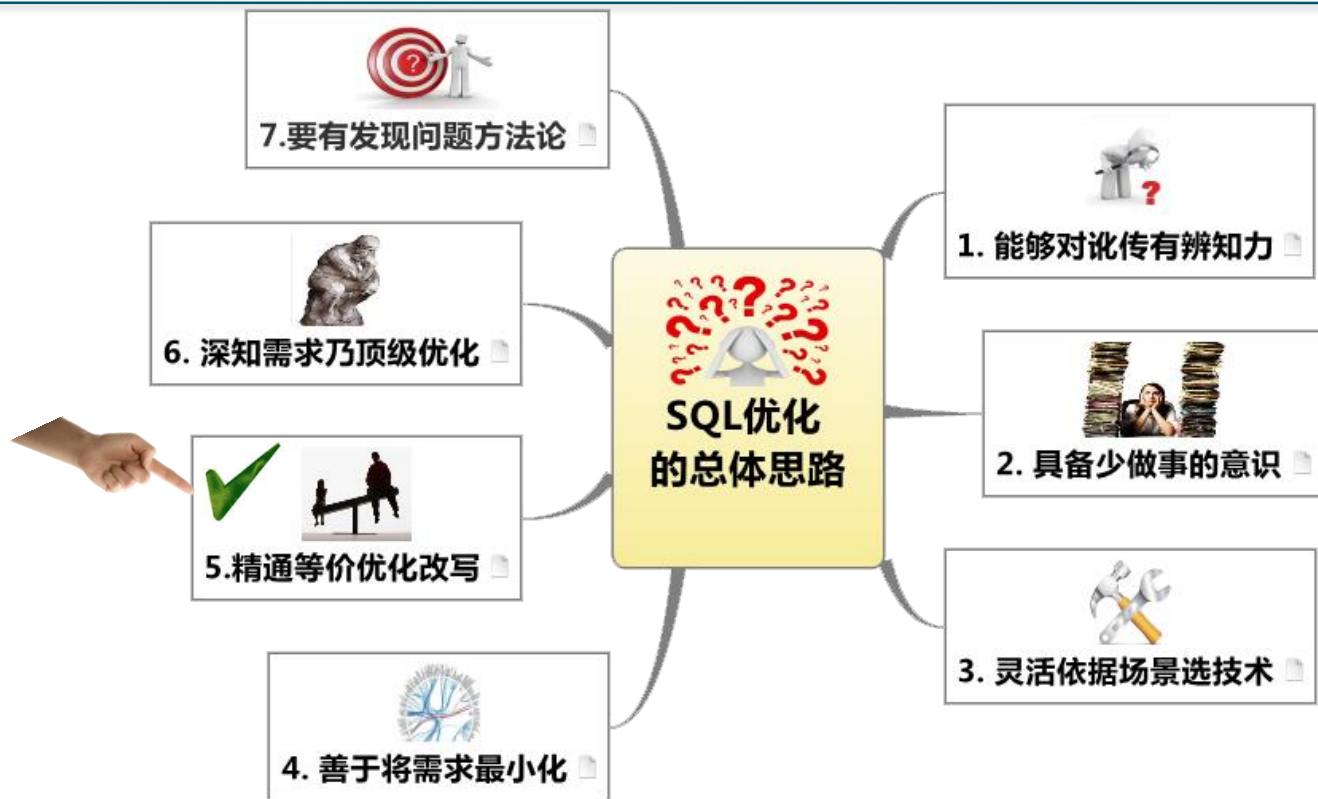 SQL优化
的总体思路
1. 能够对讹传有辨知力
2. 具备少做事的意识
3. 灵活依据场景选技术
4. 善于将需求最小化
5.精通等价优化改写
6. 深知需求乃顶级优化
7.要有发现问题方法论